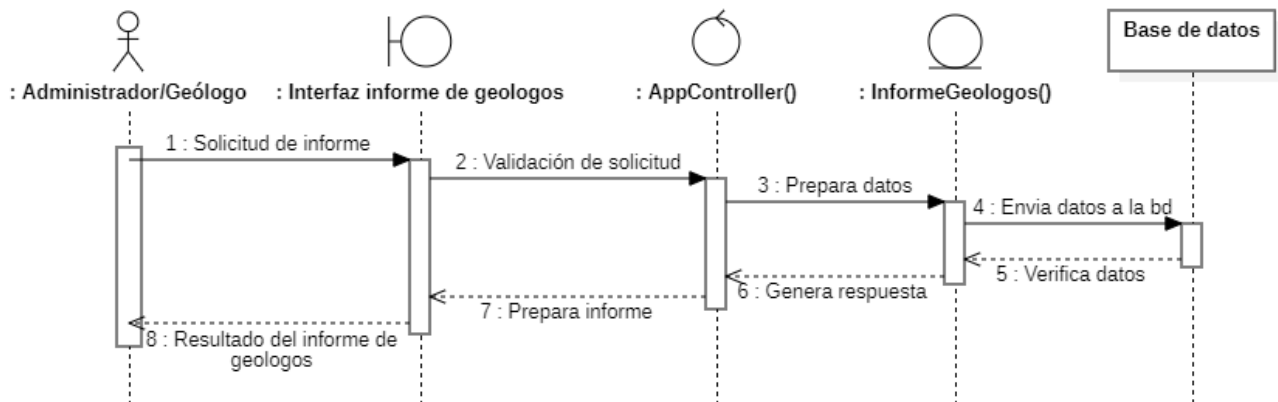 Base de datos
: Administrador/Geólogo
: Interfaz informe de geologos
: AppController()
: InformeGeologos()
1 : Solicitud de informe
2 : Validación de solicitud
3 : Prepara datos
4 : Envia datos a la bd
5 : Verifica datos
6 : Genera respuesta
7 : Prepara informe
8 : Resultado del informe de
geologos